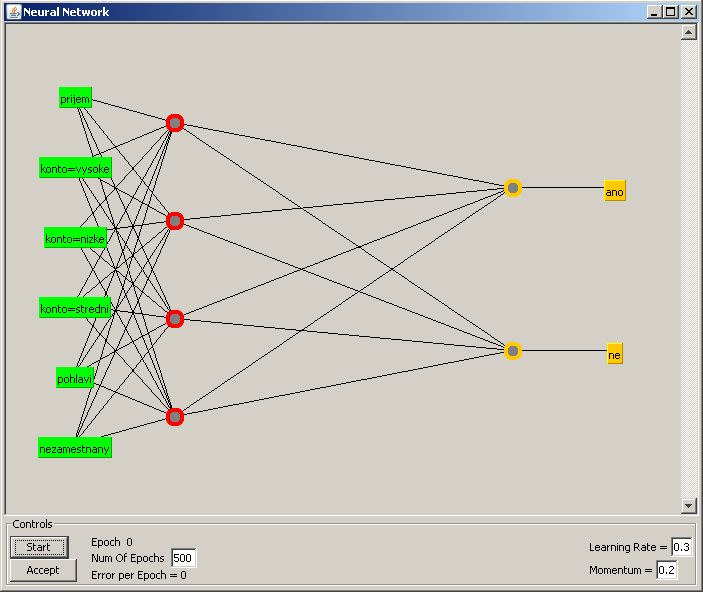 Neural Network
prijem
konto=vysoke
ano
konto=nizke
konto=stredni
ne
pohlavi
nezamestnany
Controls
Start
Accept
Epoch 0
Num Of Epochs 500
Error per Epoch = 0
Learning Rate = 0.3
Momentum = 0.2